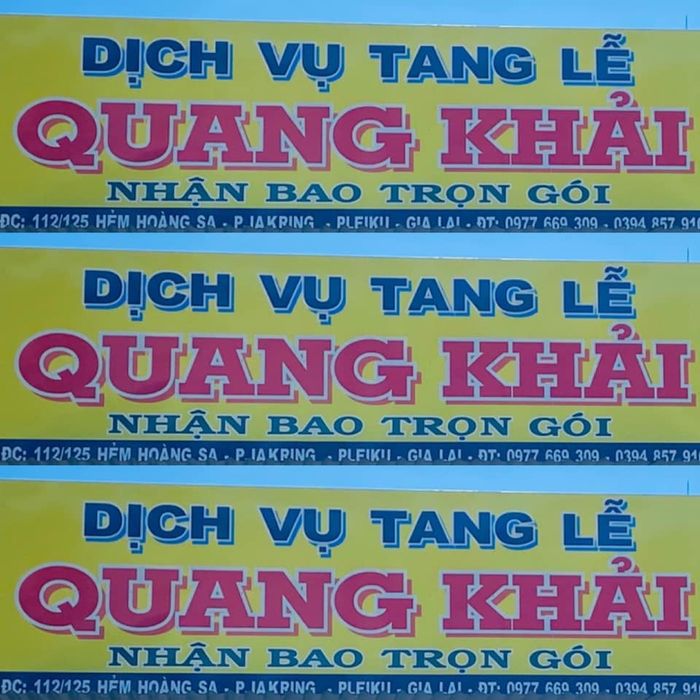 DỊCH VỤ TANG LỄ
QUANG KHẢI
NHẬN BAO TRỌN GÓI
ĐC: 112/125 HẺM HOÀNG SA - P.IAKRING - PLEIKU - GIA LAI - ĐT: 0977 669 309 - 0394 857
DỊCH VỤ TANG LỄ
QUANG KHẢI
NHẬN BAO TRỌN GÓI
ĐC: 112/125 HẺM HOÀNG SA - P.IAKRING - PLEIKU - GIA LAI - ĐT: 0977 669 309 - 0394 857
DỊCH VỤ TANG LỄ
QUANG KHẢI
NHẬN BAO TRỌN GÓI
ĐC: 112/125 HẺM HOÀNG SA - P.IAKRING - PLEIKU - GIA LAI - ĐT: 0977 669 309 - 0394 857